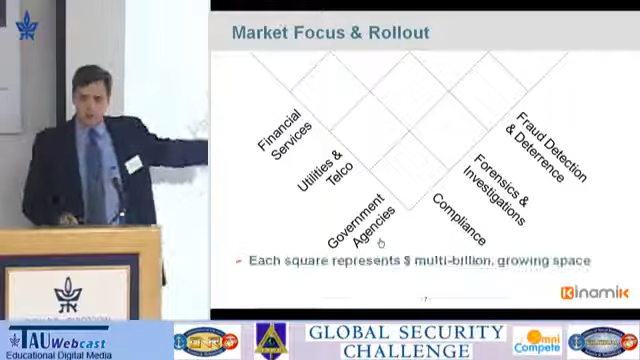 Market Focus & Rollout
Financial
Services
Utilities &
Telco
Government
Agencies
Compliance
Forensics &
Investigations
Fraud Detection
& Deterrence
Each square represents $ multi-billion, growing space
7
Kinamik
TAU Webcast
Educational Digital Media
GLOBAL SECURITY
CHALLENGE
Omni
Compete